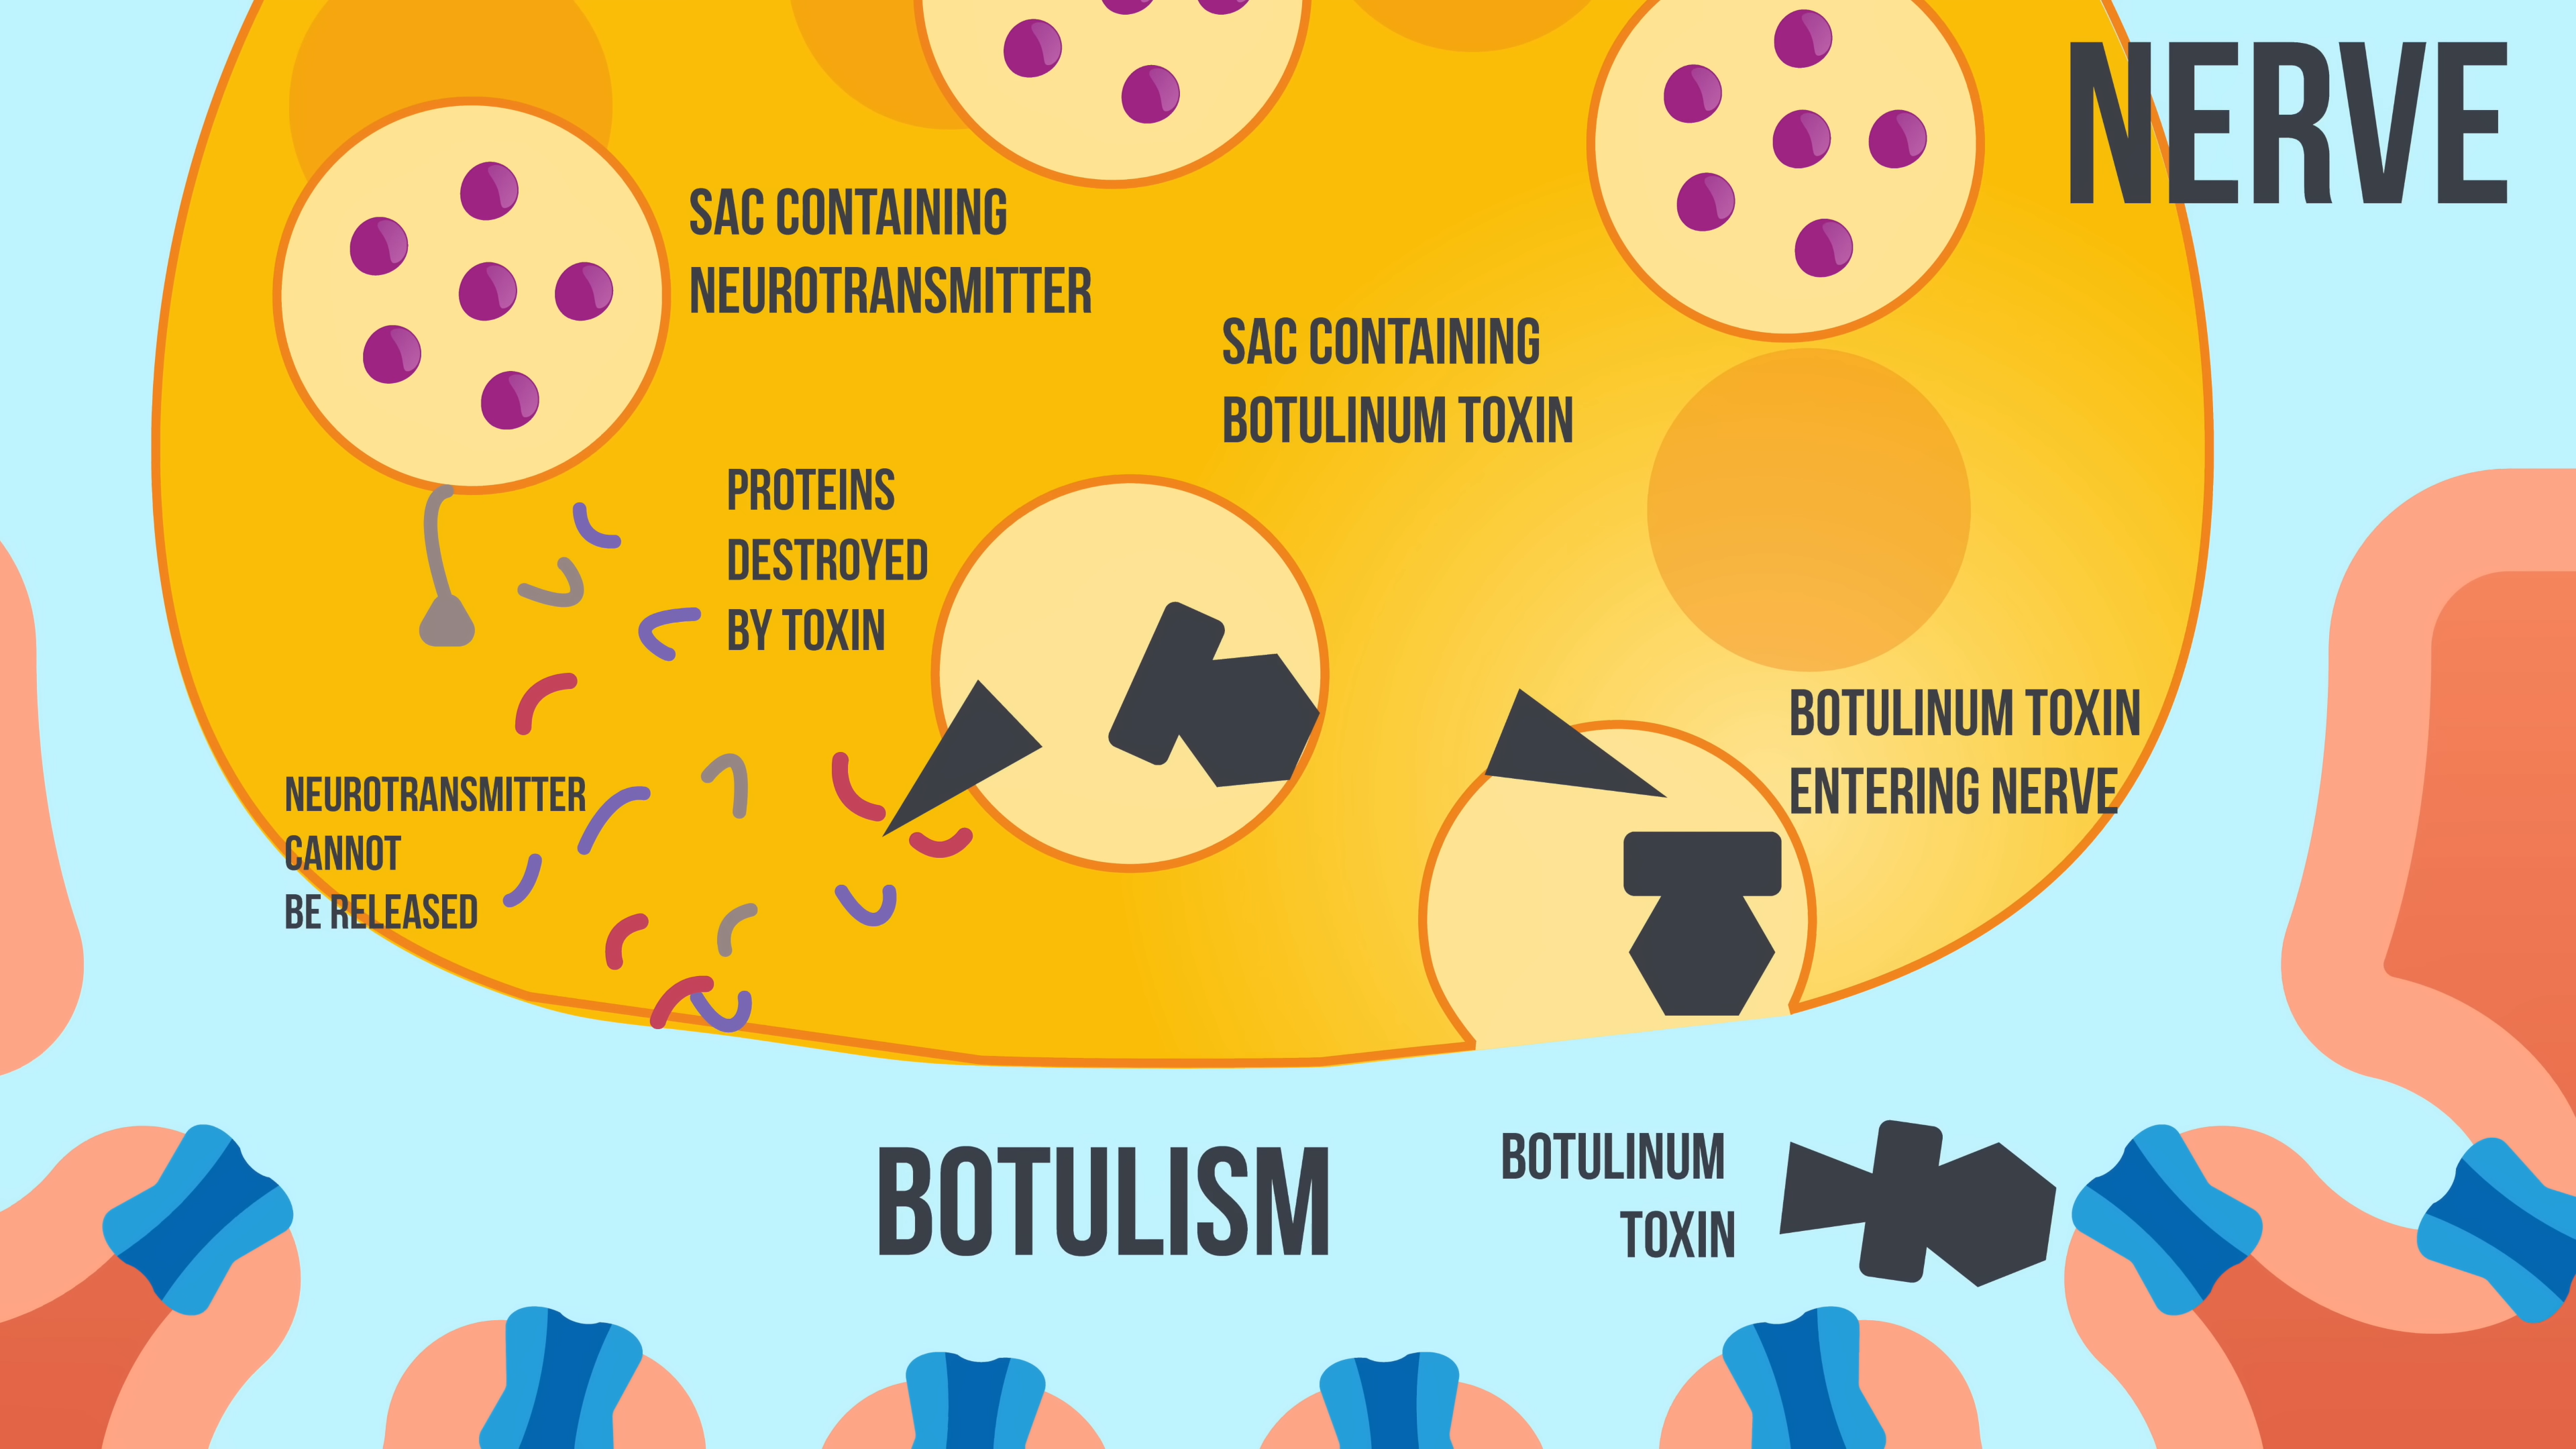 NERVE
SAC CONTAINING
NEUROTRANSMITTER
SAC CONTAINING
BOTULINUM TOXIN
PROTEINS
DESTROYED
BY TOXIN
BOTULINUM TOXIN
ENTERING NERVE
NEUROTRANSMITTER
CANNOT
BE RELEASED
BOTULISM
BOTULINUM
TOXIN